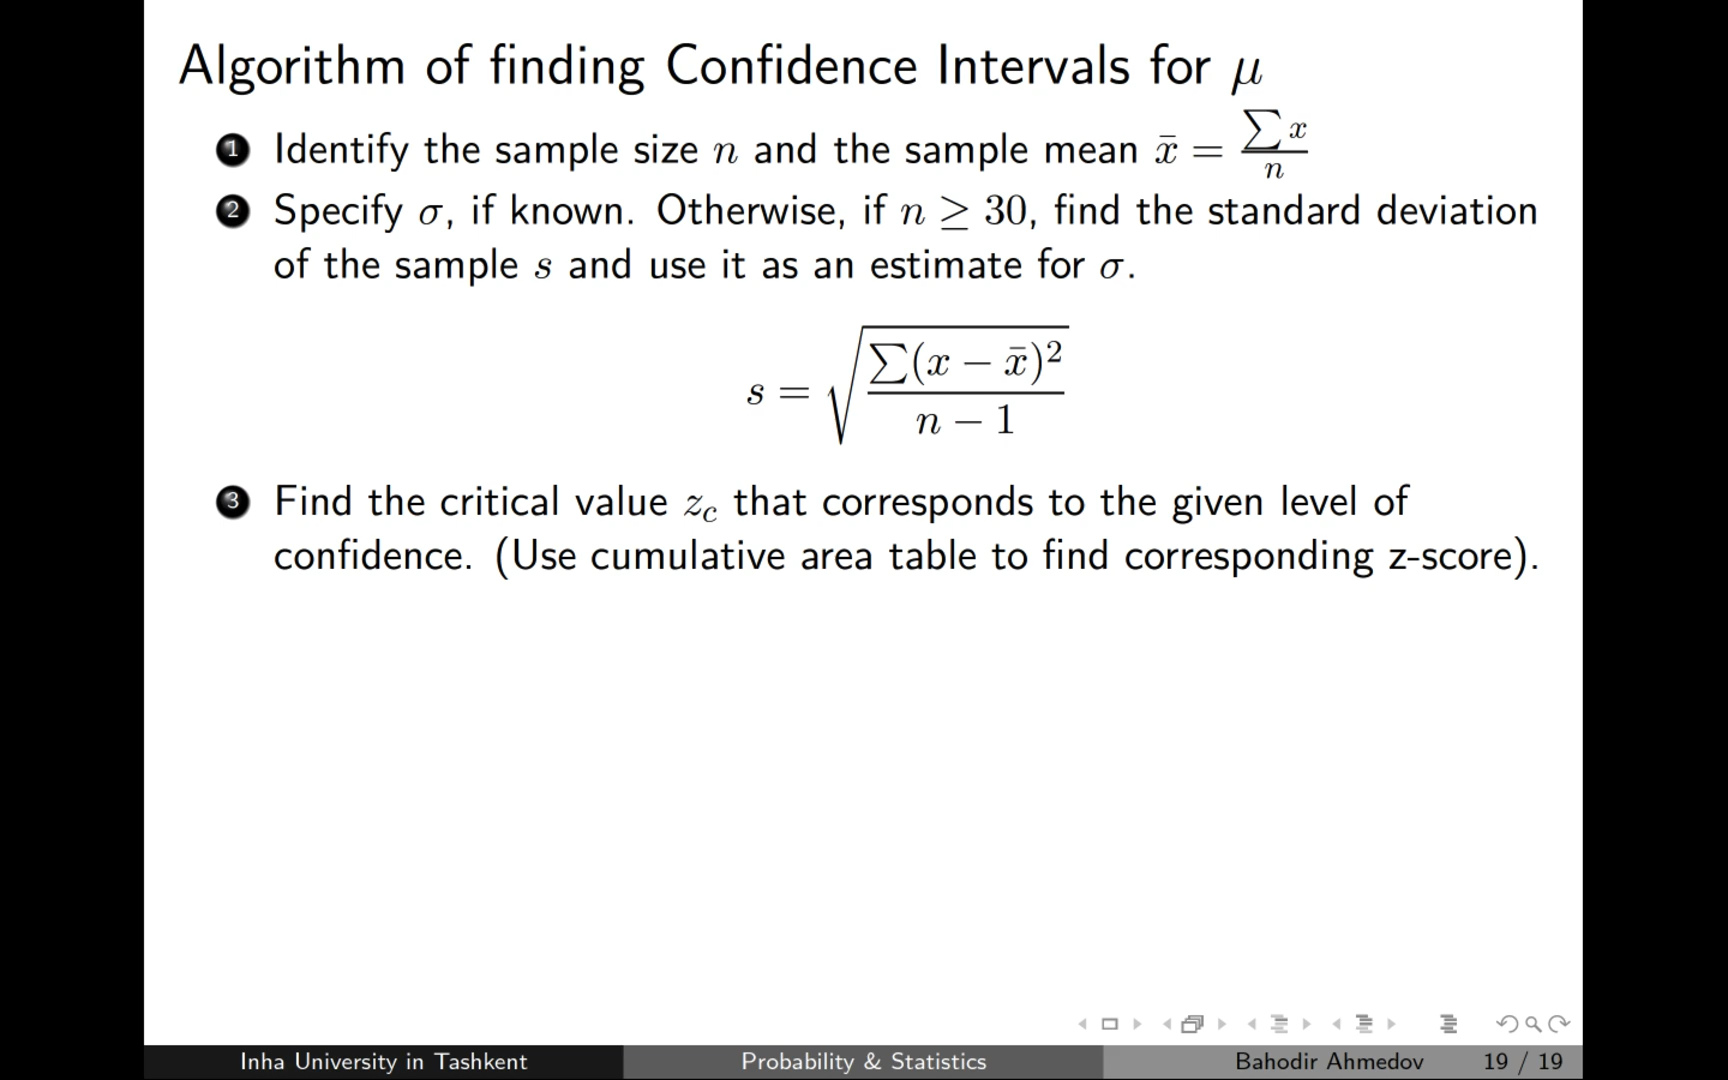 Algorithm of finding Confidence Intervals for μ
1 Identify the sample size n and the sample mean x̄ = ∑x / n
2 Specify σ, if known. Otherwise, if n ≥ 30, find the standard deviation
of the sample s and use it as an estimate for σ.
s = √(∑(x − x̄)² / (n − 1))
3 Find the critical value z_c that corresponds to the given level of
confidence. (Use cumulative area table to find corresponding z-score).
Inha University in Tashkent Probability & Statistics Bahodir Ahmedov 19 / 19